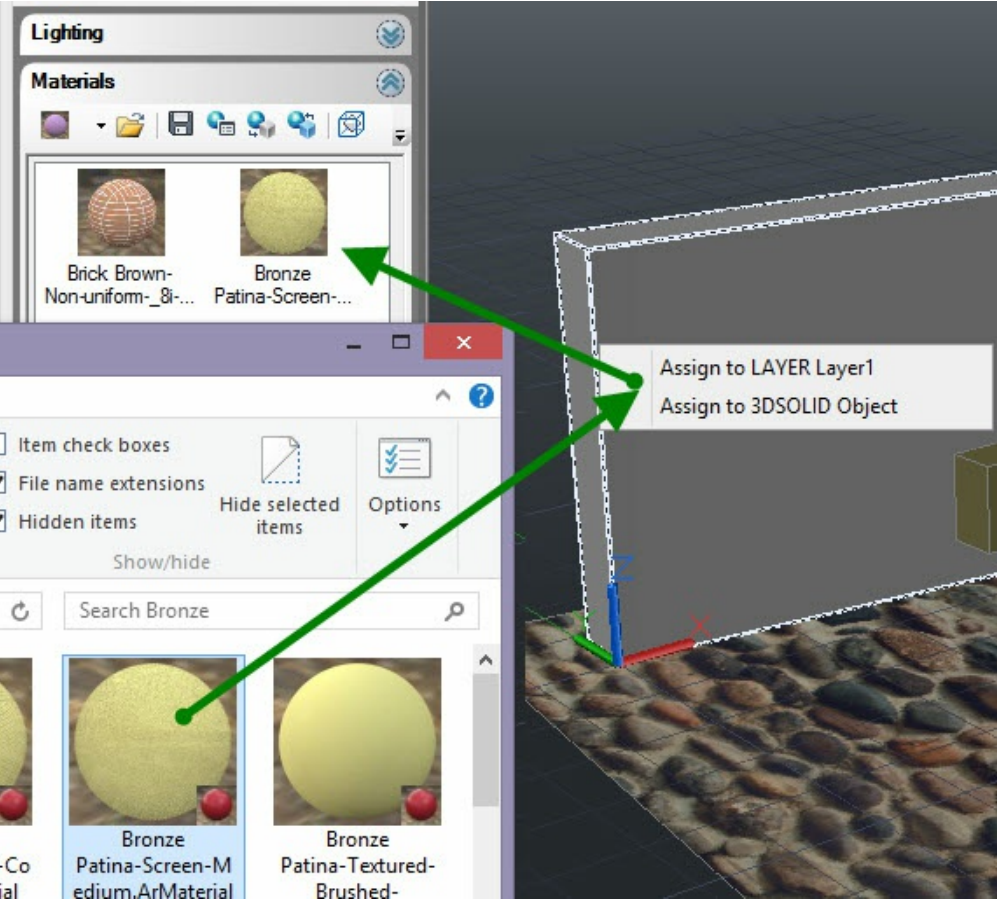 Lighting
Materials
Brick Brown-
Non-uniform-_8i-...
Bronze
Patina-Screen-...
Assign to LAYER Layer1
Assign to 3DSOLID Object
Item check boxes
File name extensions
Hidden items
Hide selected
items
Options
Show/hide
Search Bronze
-Co
ial
Bronze
Patina-Screen-M
edium.ArMaterial
Bronze
Patina-Textured-
Brushed-
Z
Y
X